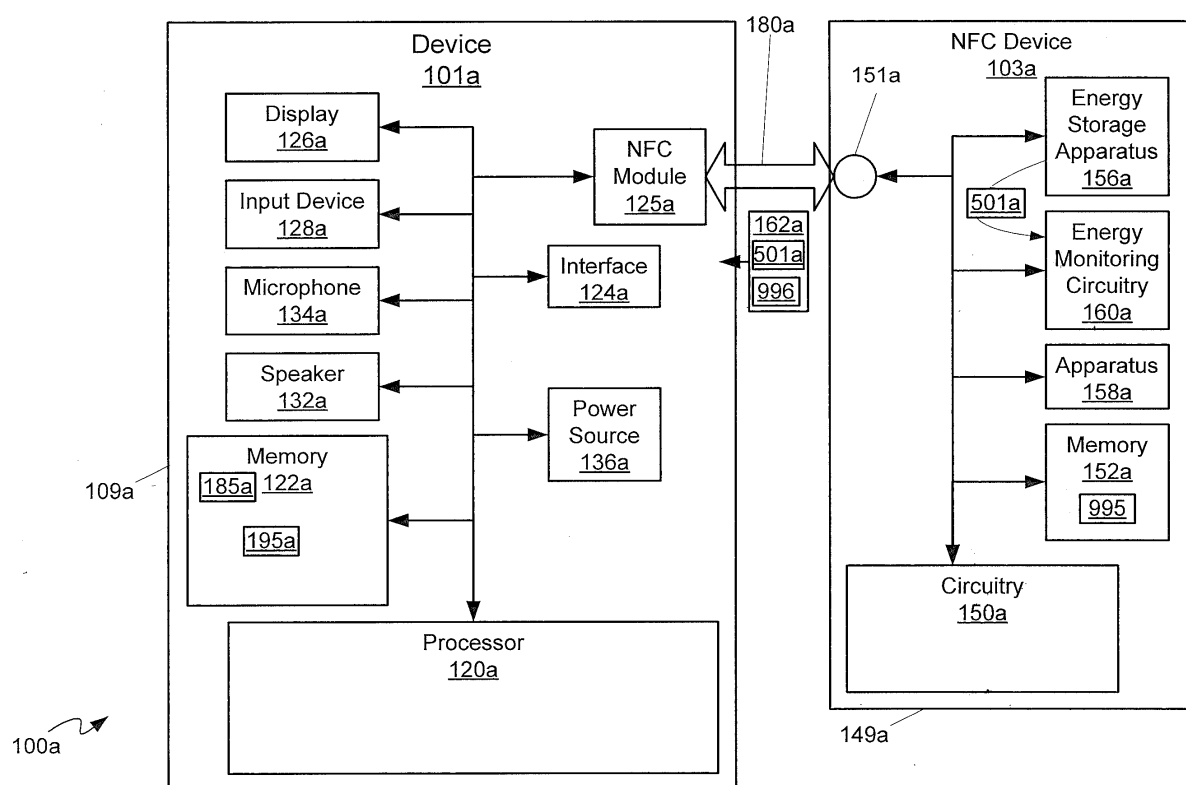 Device
101a
Display
126a
Input Device
128a
Microphone
134a
Speaker
132a
Memory
122a
185a
195a
NFC
Module
125a
Interface
124a
Power
Source
136a
Processor
120a
109a
100a
180a
162a
501a
996
151a
NFC Device
103a
Energy
Storage
Apparatus
156a
501a
Energy
Monitoring
Circuitry
160a
Apparatus
158a
Memory
152a
995
Circuitry
150a
149a